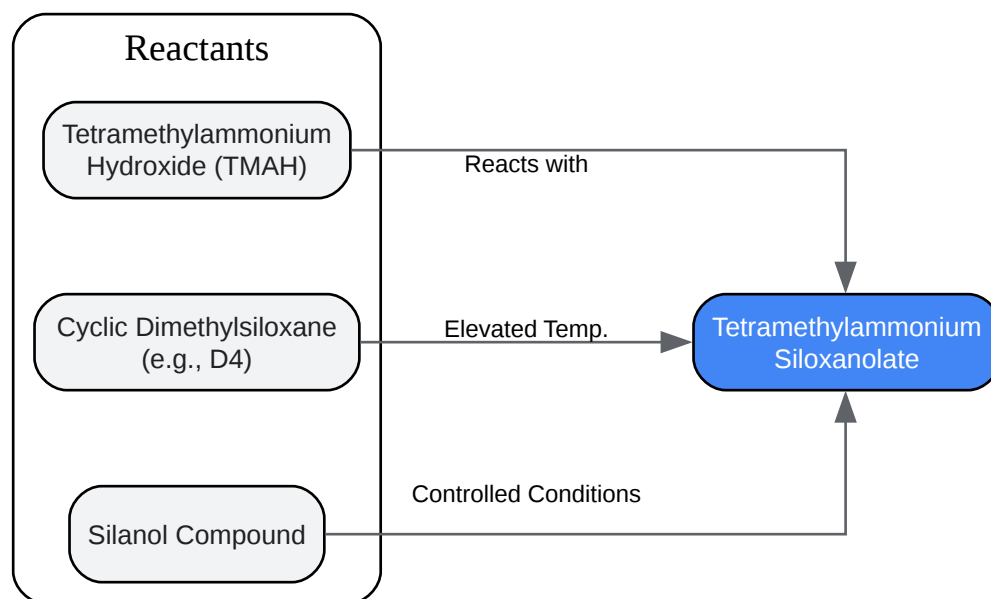 Reactants
Tetramethylammonium
Hydroxide (TMAH)
Reacts with
Cyclic Dimethylsiloxane
(e.g., D4)
Elevated Temp.
Tetramethylammonium
Siloxanolate
Controlled Conditions
Silanol Compound